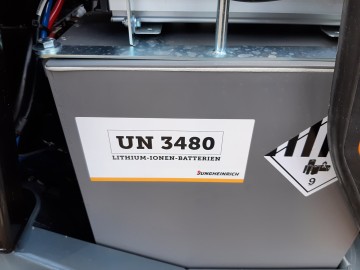 UN 3480
LITHIUM-IONEN-BATTERIEN
JUNGHEINRICH
9